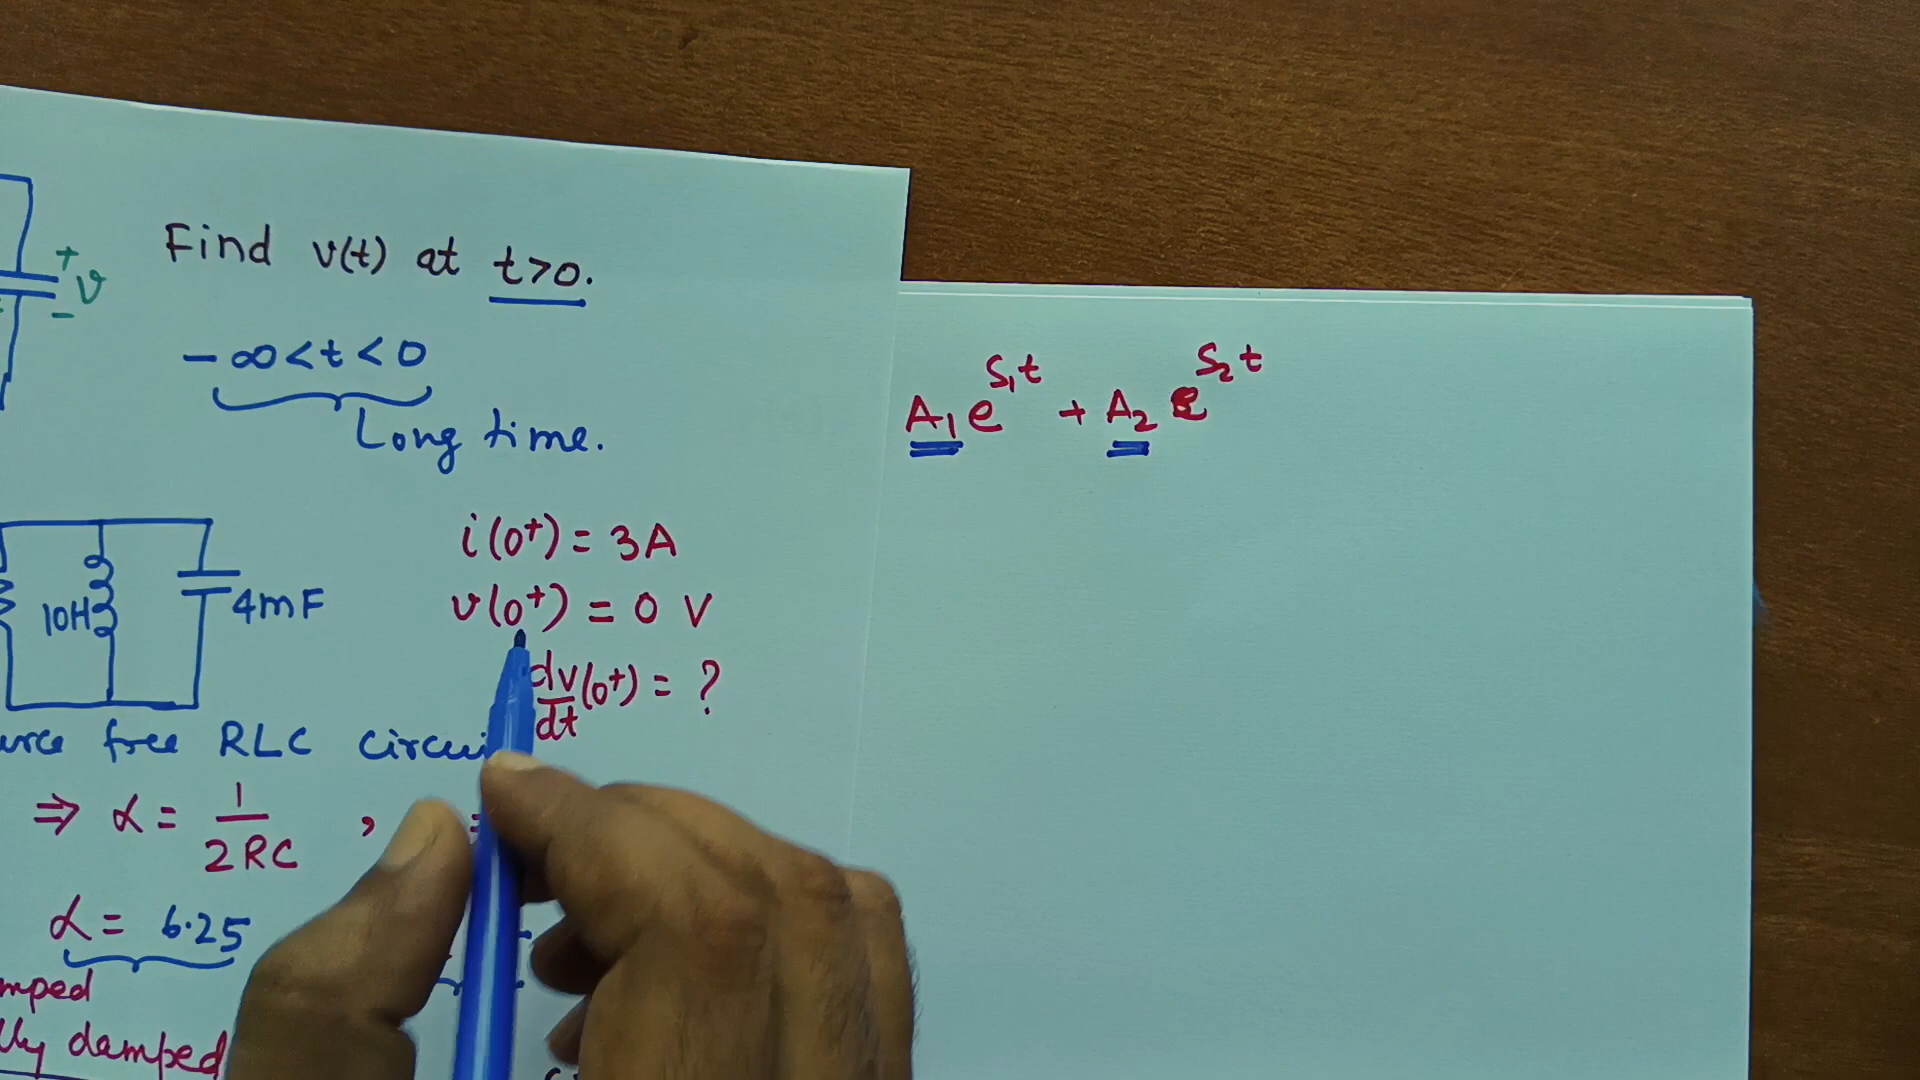 Find v(t) at t>0.
+
v
-
-∞<t<0
Long time.
A₁e^{S₁t} + A₂ e^{S₂t}
i(0⁺) = 3A
v(0⁺) = 0 V
dv/dt(0⁺) = ?
10H
4mF
free RLC
⇒ α = 1/2RC ,
α = 6.25
damped